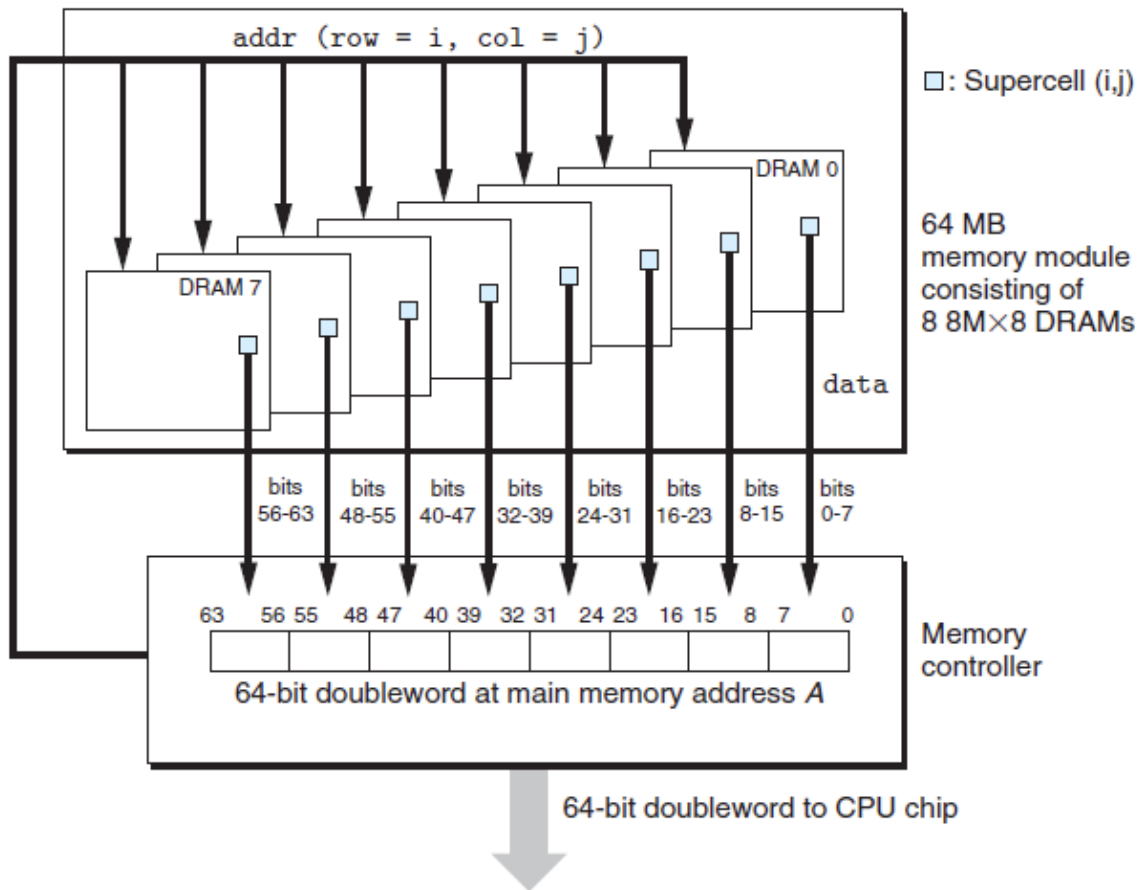 addr (row = i, col = j)
: Supercell (i,j)
DRAM 0
64 MB
memory module
consisting of
8 8M×8 DRAMs
DRAM 7
data
bits
56-63
bits
48-55
bits
40-47
bits
32-39
bits
24-31
bits
16-23
bits
8-15
bits
0-7
63 56 55 48 47 40 39 32 31 24 23 16 15 8 7 0
Memory
controller
64-bit doubleword at main memory address A
64-bit doubleword to CPU chip